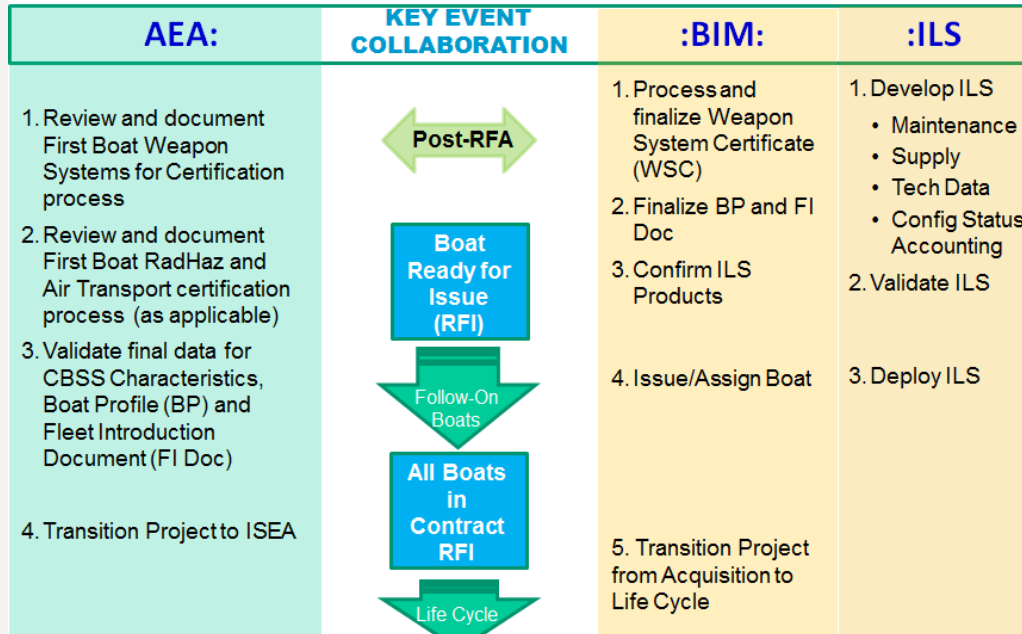 AEA:
KEY EVENT
COLLABORATION
:BIM:
:ILS
1. Review and document
First Boat Weapon
Systems for Certification
process
2. Review and document
First Boat RadHaz and
Air Transport certification
process (as applicable)
3. Validate final data for
CBSS Characteristics,
Boat Profile (BP) and
Fleet Introduction
Document (FI Doc)
4. Transition Project to ISEA
Post-RFA
Boat
Ready for
Issue
(RFI)
Follow-On
Boats
All Boats
in
Contract
RFI
Life Cycle
1. Process and
finalize Weapon
System Certificate
(WSC)
2. Finalize BP and FI
Doc
3. Confirm ILS
Products
4. Issue/Assign Boat
5. Transition Project
from Acquisition to
Life Cycle
1. Develop ILS
• Maintenance
• Supply
• Tech Data
• Config Status
Accounting
2. Validate ILS
3. Deploy ILS